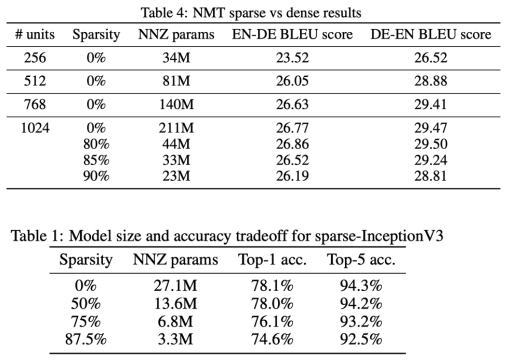 Table 4: NMT sparse vs dense results
# units Sparsity NNZ params EN-DE BLEU score DE-EN BLEU score
256 0% 34M 23.52 26.52
512 0% 81M 26.05 28.88
768 0% 140M 26.63 29.41
1024 0% 211M 26.77 29.47
80% 44M 26.86 29.50
85% 33M 26.52 29.24
90% 23M 26.19 28.81
Table 1: Model size and accuracy tradeoff for sparse-InceptionV3
Sparsity NNZ params Top-1 acc. Top-5 acc.
0% 27.1M 78.1% 94.3%
50% 13.6M 78.0% 94.2%
75% 6.8M 76.1% 93.2%
87.5% 3.3M 74.6% 92.5%